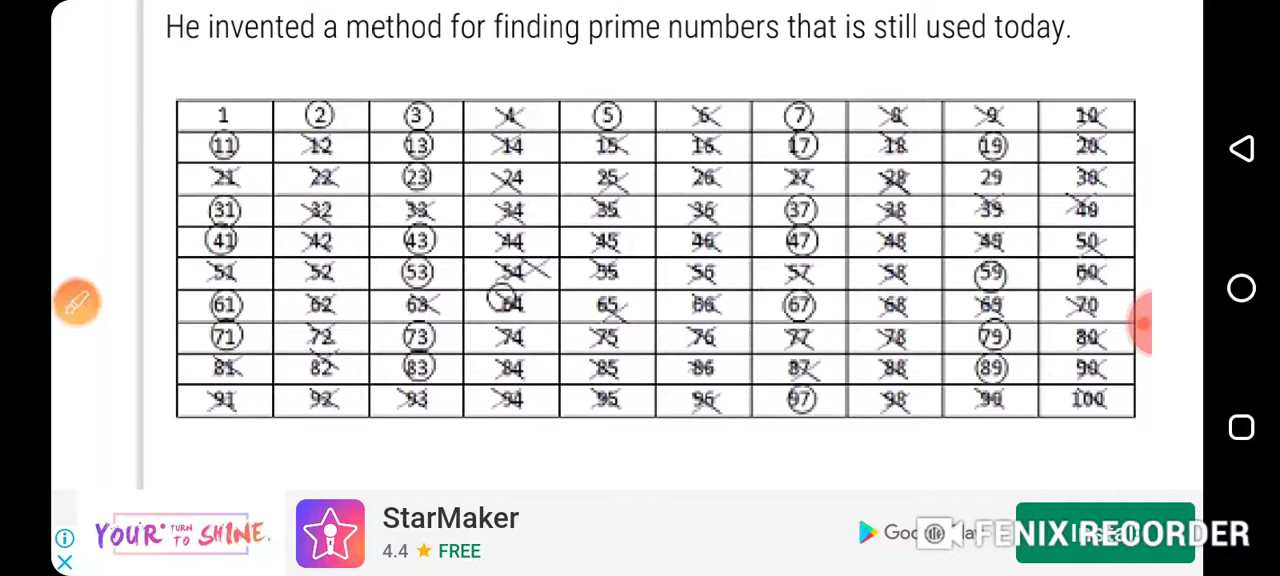 He invented a method for finding prime numbers that is still used today.
1 2 3 4 5 6 7 8 9 10
11 12 13 14 15 16 17 18 19 20
21 22 23 24 25 26 27 28 29 30
31 32 33 34 35 36 37 38 39 40
41 42 43 44 45 46 47 48 49 50
51 52 53 54 55 56 57 58 59 60
61 62 63 64 65 66 67 68 69 70
71 72 73 74 75 76 77 78 79 80
81 82 83 84 85 86 87 88 89 90
91 92 93 94 95 96 97 98 99 100
YOUR TURN TO SHINE.
StarMaker
4.4 ★ FREE
FENIX RECORDER